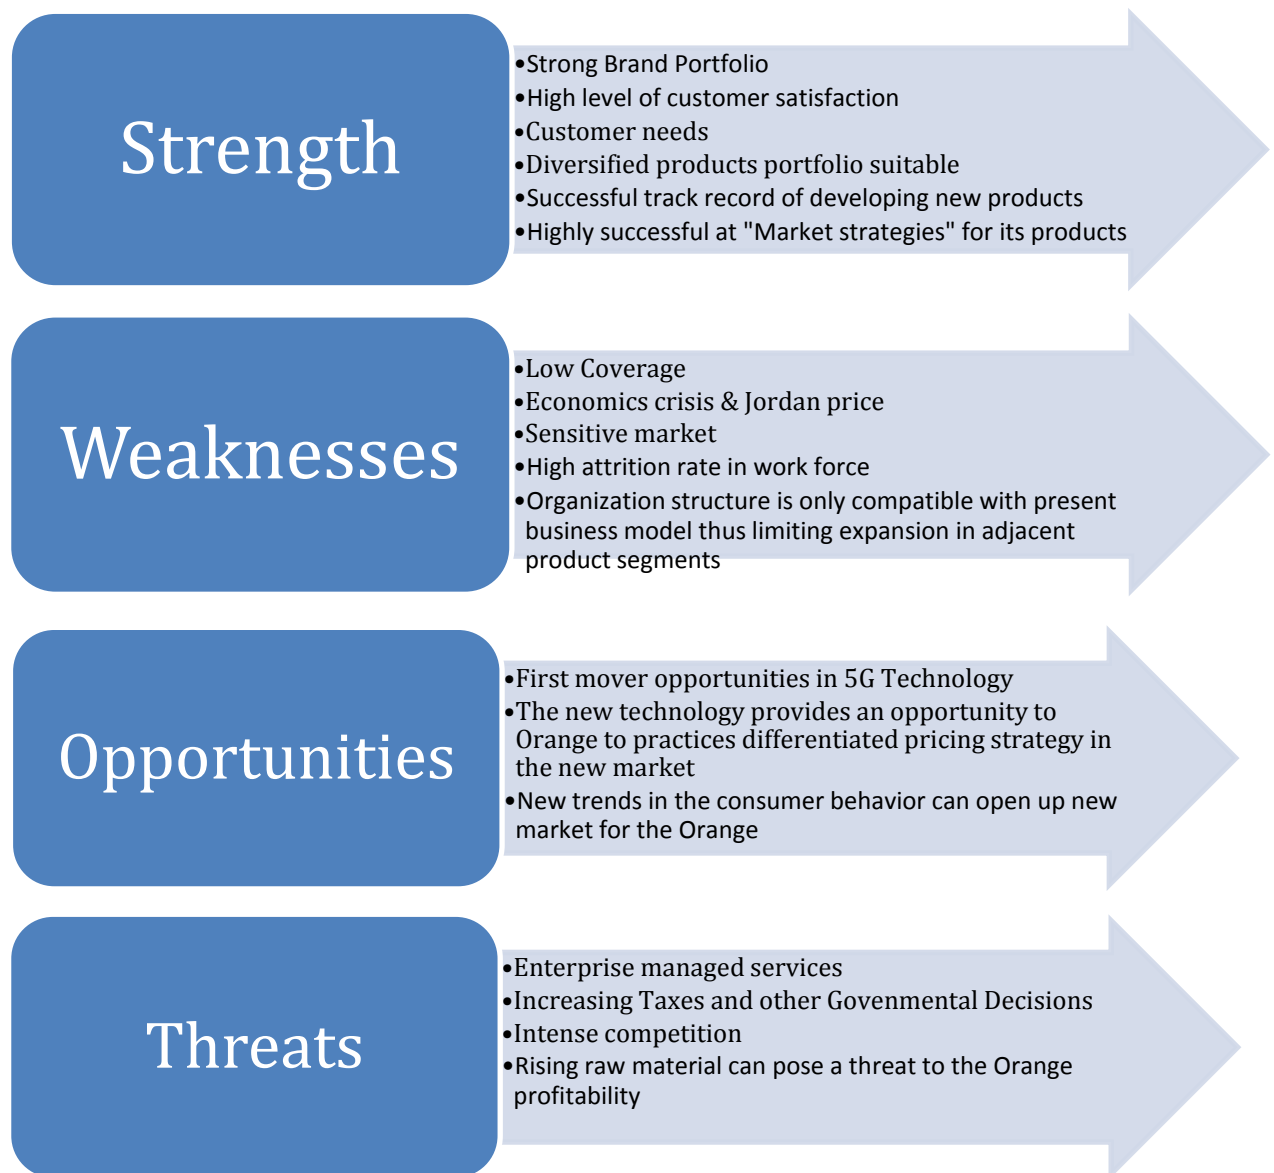 Strength
•Strong Brand Portfolio
•High level of customer satisfaction
•Customer needs
•Diversified products portfolio suitable
•Successful track record of developing new products
•Highly successful at "Market strategies" for its products
Weaknesses
•Low Coverage
•Economics crisis & Jordan price
•Sensitive market
•High attrition rate in work force
•Organization structure is only compatible with present
business model thus limiting expansion in adjacent
product segments
Opportunities
•First mover opportunities in 5G Technology
•The new technology provides an opportunity to
Orange to practices differentiated pricing strategy in
the new market
•New trends in the consumer behavior can open up new
market for the Orange
Threats
•Enterprise managed services
•Increasing Taxes and other Govenmental Decisions
•Intense competition
•Rising raw material can pose a threat to the Orange
profitability